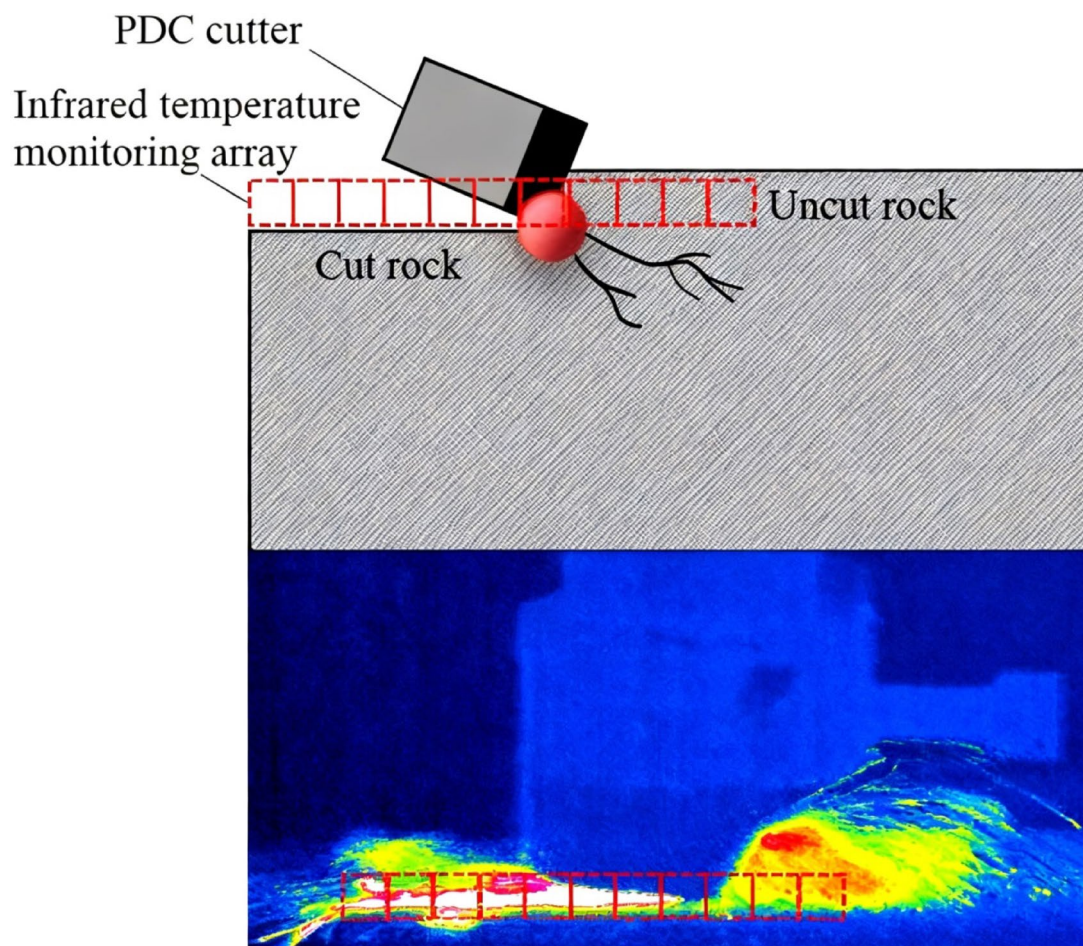 PDC cutter
Infrared temperature
monitoring array
Uncut rock
Cut rock